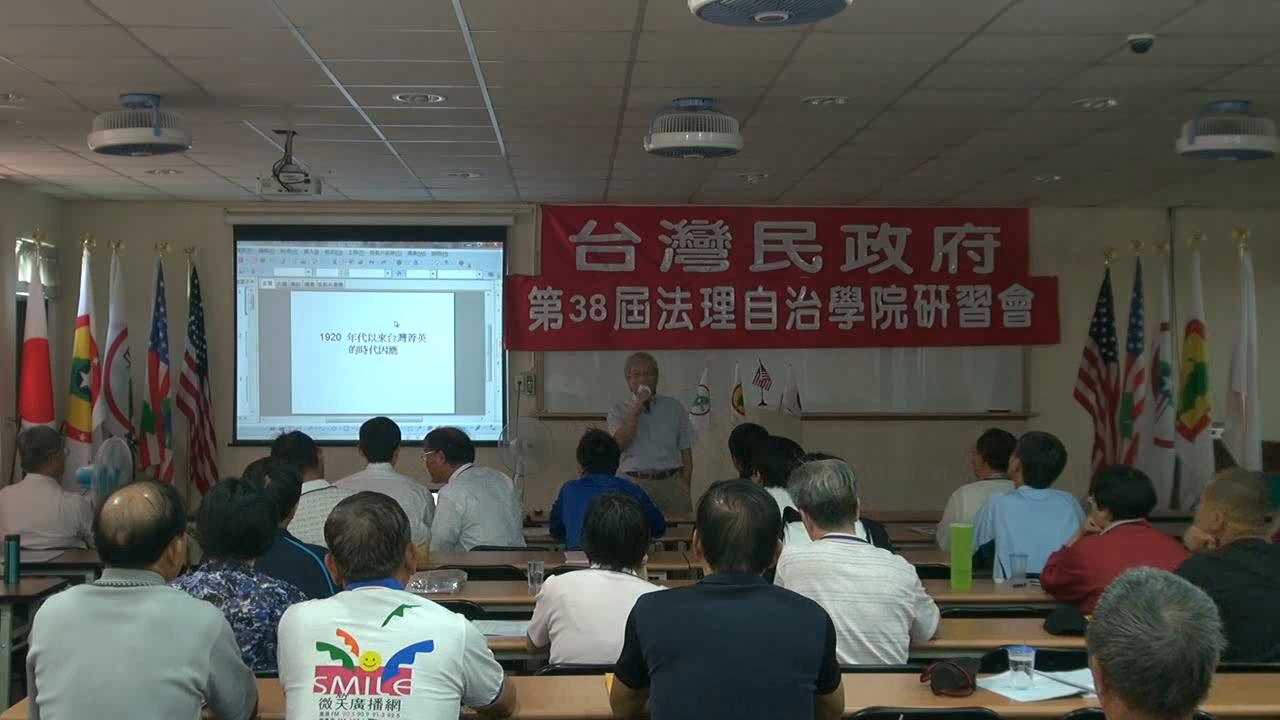 台灣民政府
第38屆法理自治學院研習會
1920 年代以來台灣菁英
的時代因應
SMILE
微笑廣播網